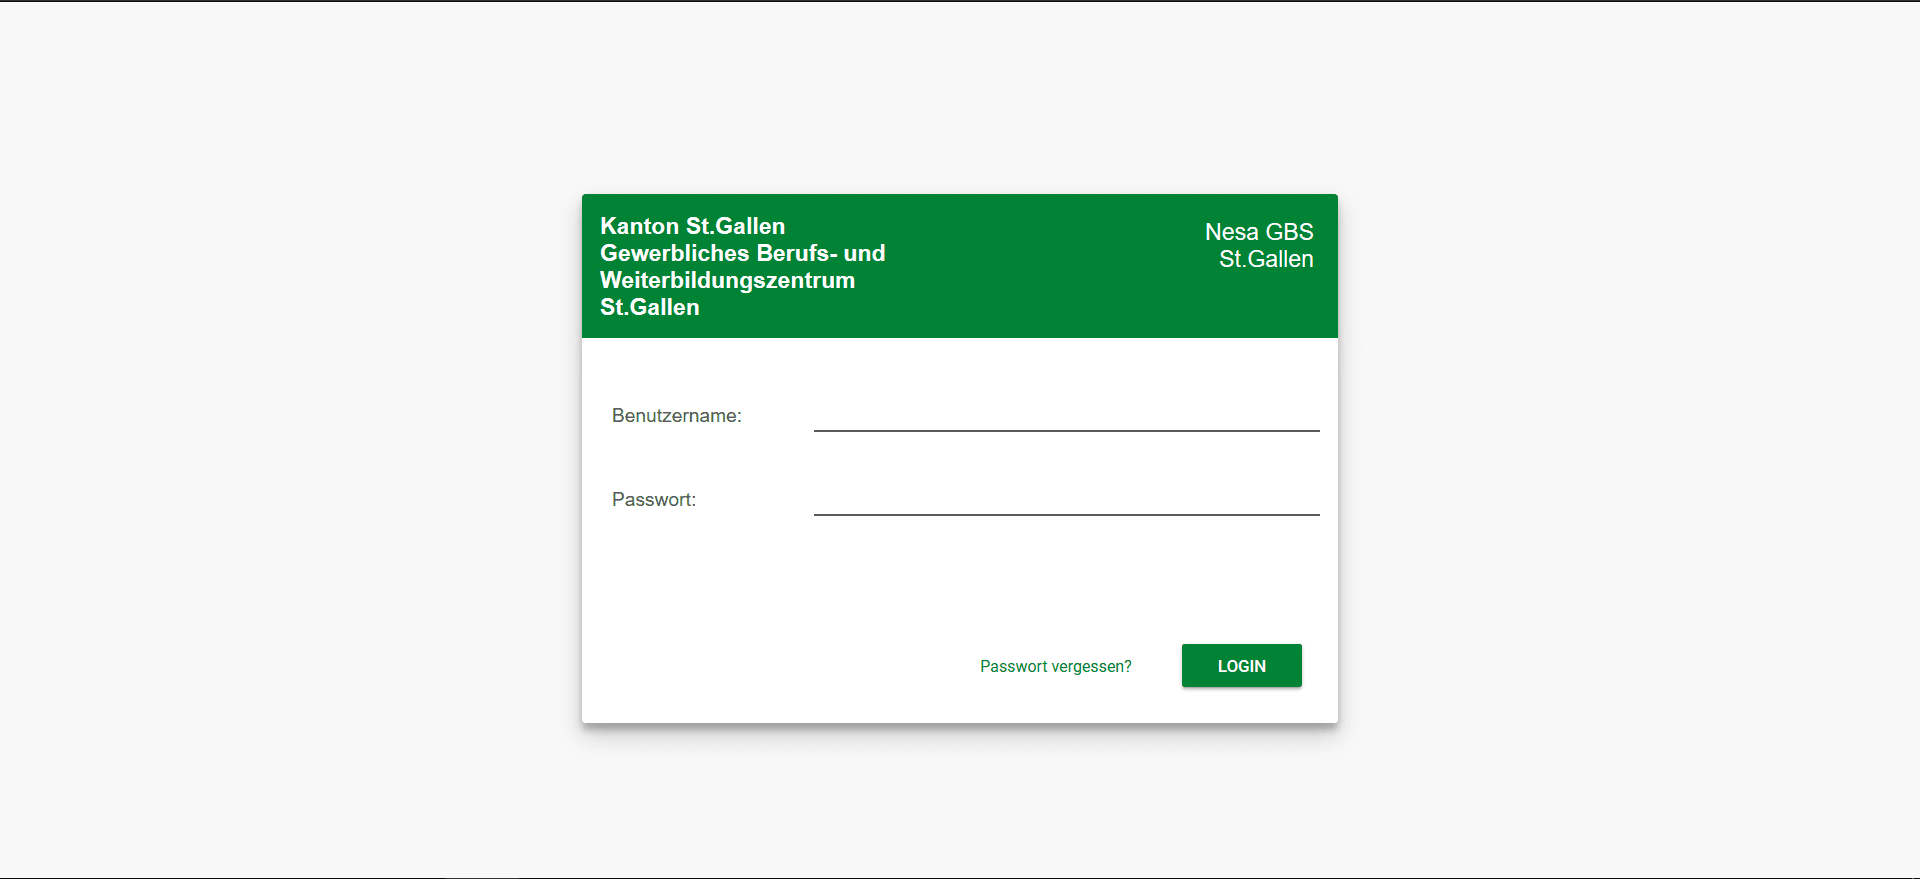 Kanton St.Gallen
Gewerbliches Berufs- und
Weiterbildungszentrum
St.Gallen
Nesa GBS
St.Gallen
Benutzername:
Passwort:
Passwort vergessen?
LOGIN